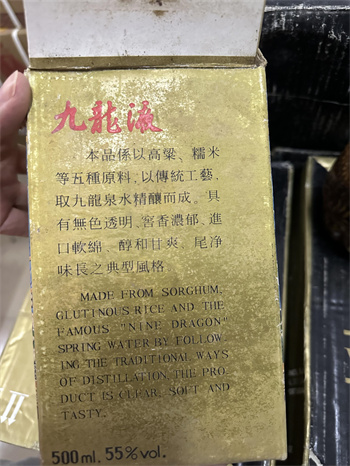 九龍液
本品係以高粱、糯米
等五種原料,以傳統工藝,
取九龍泉水精釀而成。具
有無色透明、窖香濃郁、進
口軟綿、醇和甘爽、尾净
味長之典型風格
MADE FROM SORGHUM,
GLUTINOUS RICE AND THE
FAMOUS "NINE DRAGON"
SPRING WATER BY FOLLOW
ING THE TRADITIONAL WAYS
OF DISTILLATION THE PRO
DUCT IS CLEAR, SOFT AND
TASTY.
500ml. 55%vol.